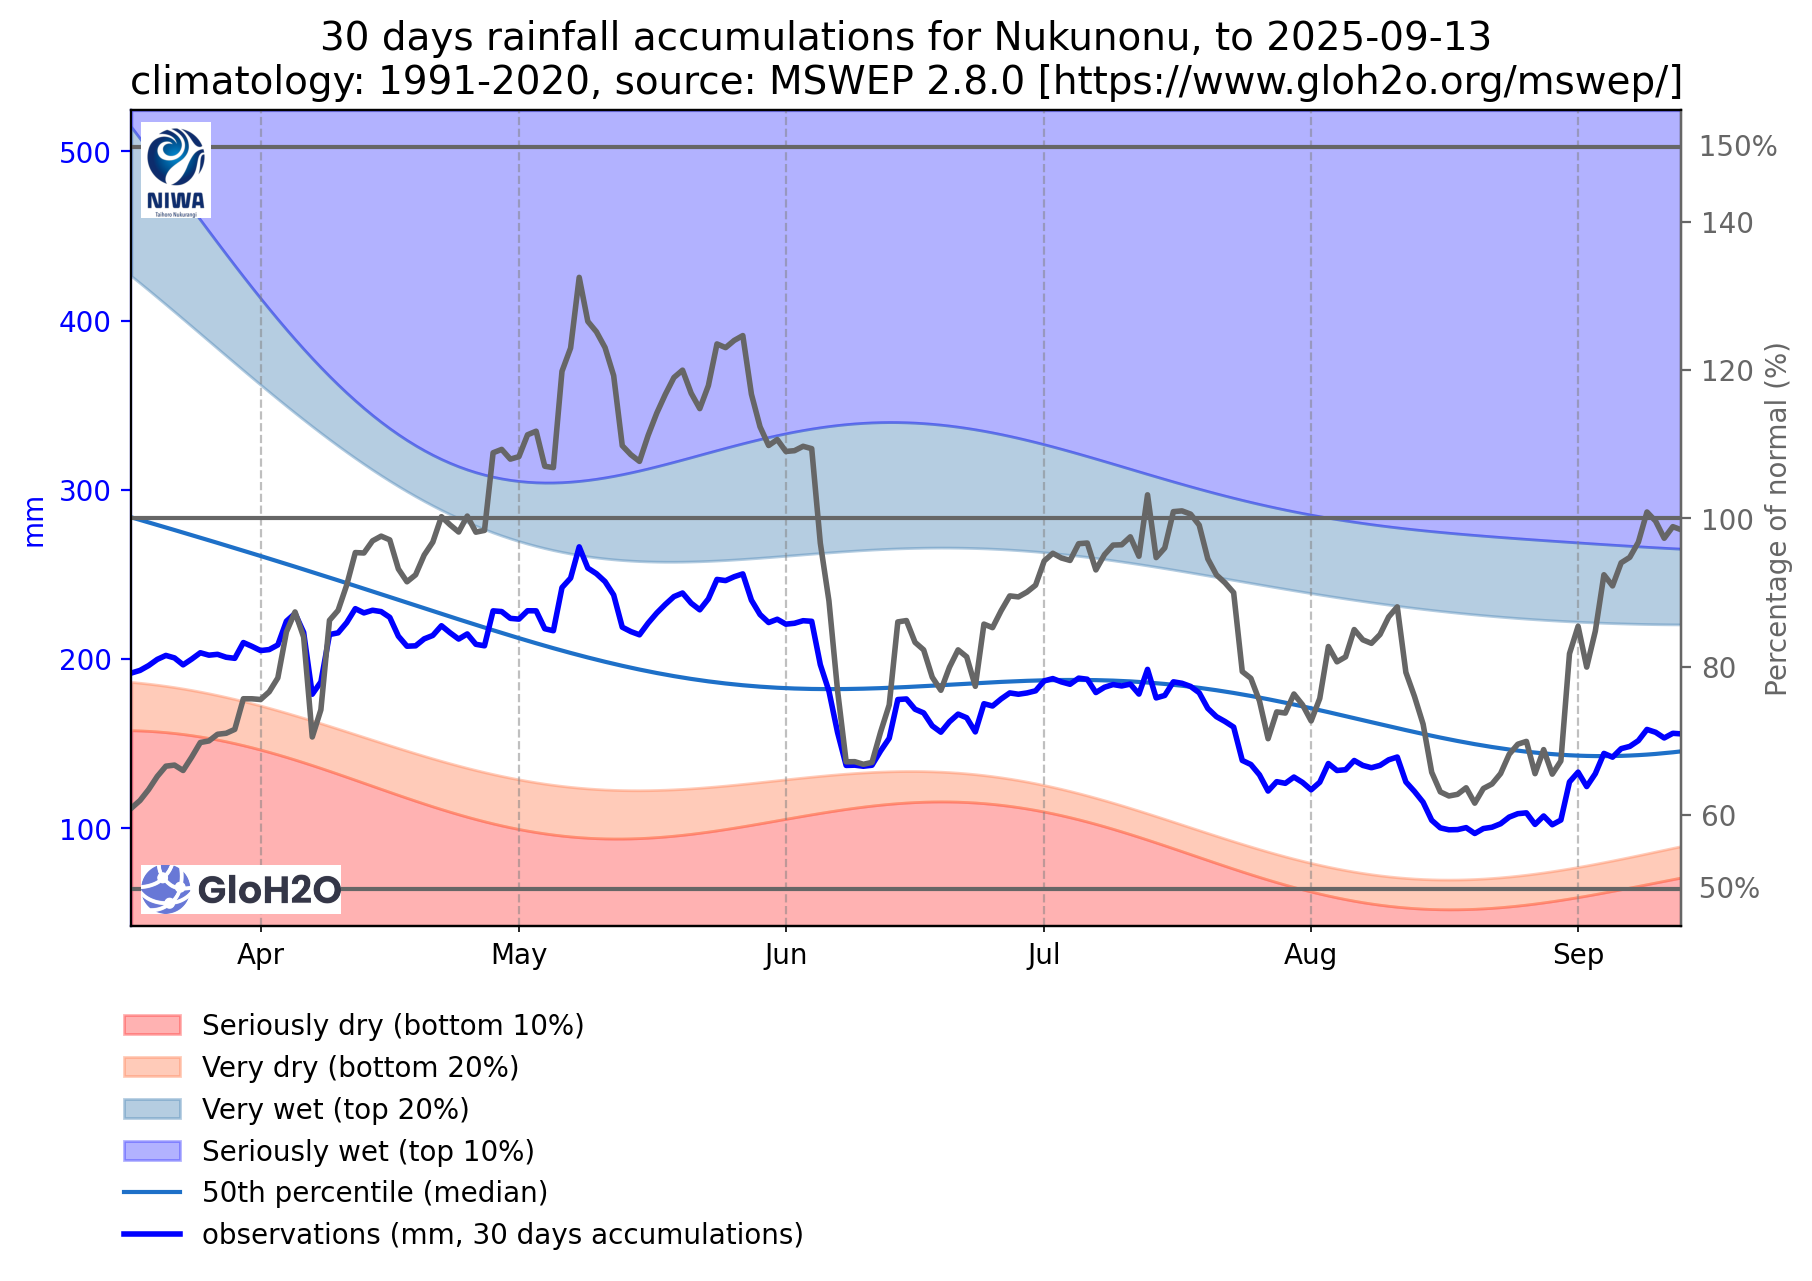 30 days rainfall accumulations for Nukunonu, to 2025-09-13
climatology: 1991-2020, source: MSWEP 2.8.0 [https://www.gloh2o.org/mswep/]
500
400
300
200
100
mm
150%
140
120
100
80
60
50%
Percentage of normal (%)
NIWA
Taihoro Nukurangi
GloH2O
Apr
May
Jun
Jul
Aug
Sep
Seriously dry (bottom 10%)
Very dry (bottom 20%)
Very wet (top 20%)
Seriously wet (top 10%)
50th percentile (median)
observations (mm, 30 days accumulations)